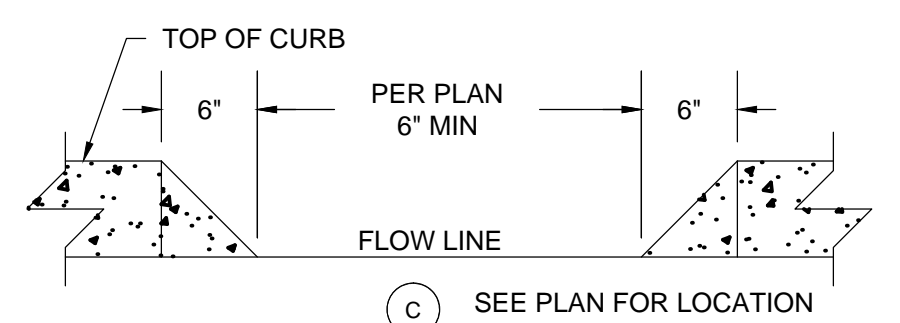 TOP OF CURB
6"
PER PLAN
6" MIN
6"
FLOW LINE
C
SEE PLAN FOR LOCATION